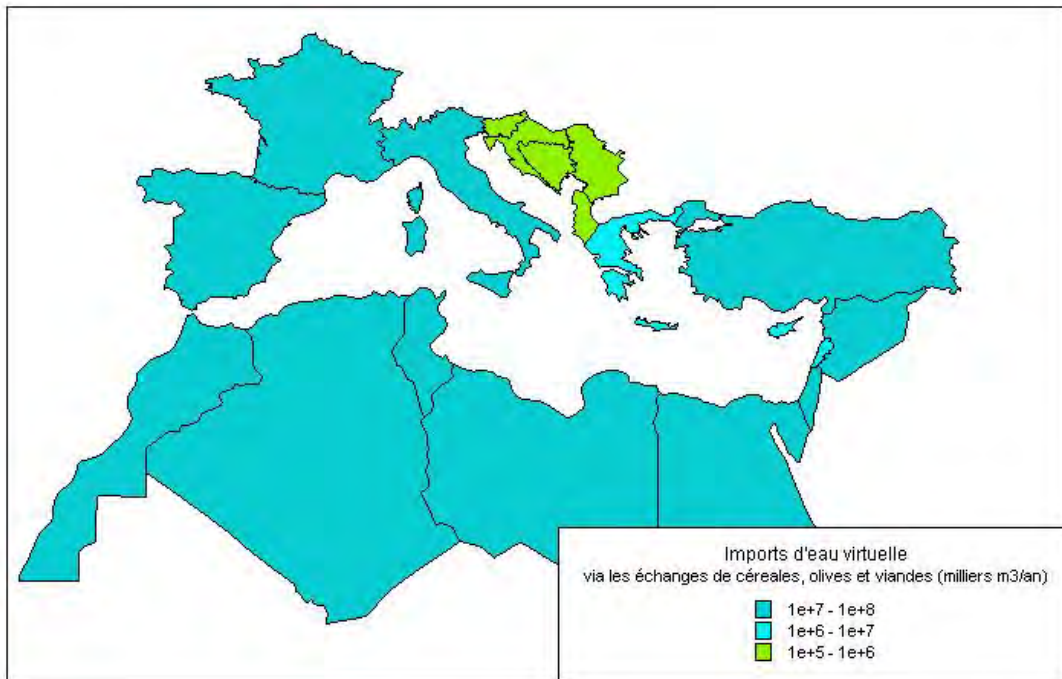 Imports d'eau virtuelle
via les échanges de céreales, olives et viandes (milliers m3/an)
1e+7 - 1e+8
1e+6 - 1e+7
1e+5 - 1e+6